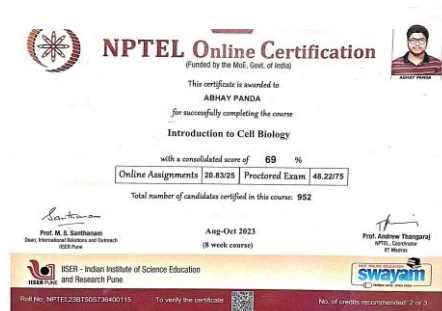 NPTEL Online Certification
(Funded by the MoE, Govt. of India)
ABHAY PANDA
This certificate is awarded to
ABHAY PANDA
for successfully completing the course
Introduction to Cell Biology
with a consolidated score of 69 %
Online Assignments 20.83/25 Proctored Exam 48.22/75
Total number of candidates certified in this course: 952
Prof. M. S. Santhanam
Dean, International Relations and Outreach
IISER Pune
Aug-Oct 2023
(8 week course)
Prof. Andrew Thangaraj
NPTEL, Coordinator
IIT Madras
IISER PUNE
IISER - Indian Institute of Science Education
and Research Pune
FREE ONLINE EDUCATION
swayam
Roll No: NPTEL23BT50S736400115
To verify the certificate
No. of credits recommended: 2 or 3